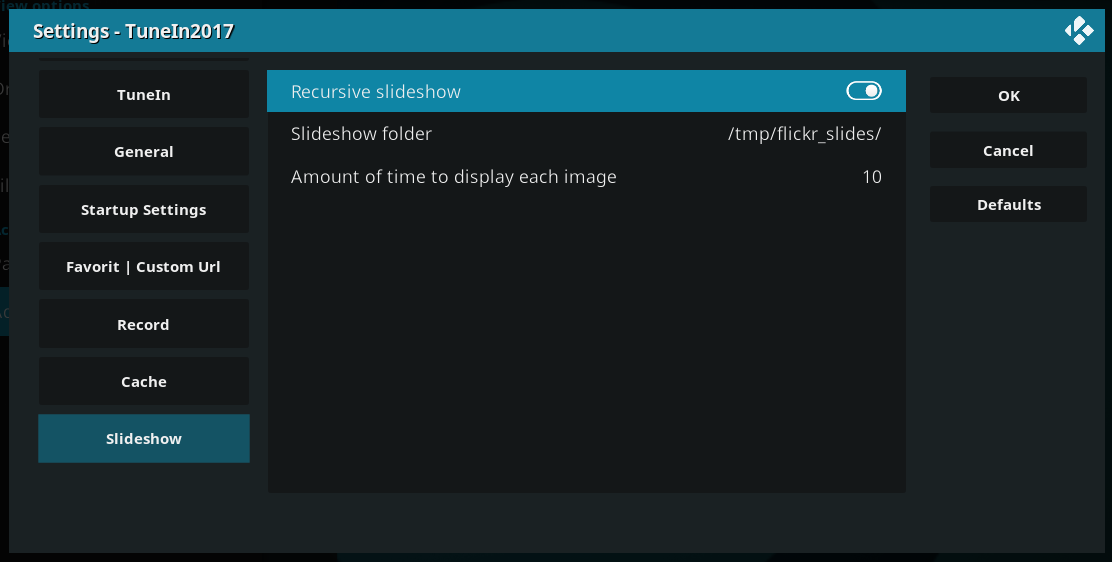 iew options
Settings - TuneIn2017
TuneIn
General
Startup Settings
Favorit | Custom Url
Record
Cache
Slideshow
Recursive slideshow
Slideshow folder /tmp/flickr_slides/
Amount of time to display each image 10
OK
Cancel
Defaults